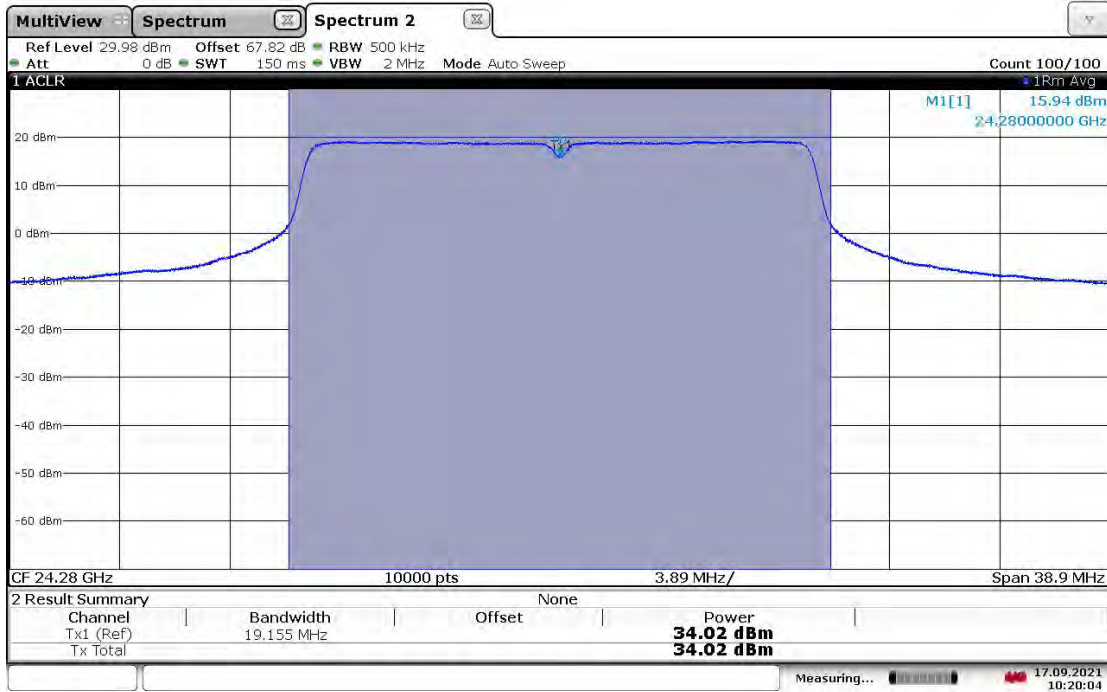 MultiView Spectrum Spectrum 2
Ref Level 29.98 dBm Offset 67.82 dB RBW 500 kHz
Att 0 dB SWT 150 ms VBW 2 MHz Mode Auto Sweep Count 100/100
1 ACLR 1Rm Avg
M1[1] 15.94 dBm
24.28000000 GHz
20 dBm
10 dBm
0 dBm
-10 dBm
-20 dBm
-30 dBm
-40 dBm
-50 dBm
-60 dBm
CF 24.28 GHz 10000 pts 3.89 MHz/ Span 38.9 MHz
2 Result Summary None
Channel Bandwidth Offset Power
Tx1 (Ref) 19.155 MHz 34.02 dBm
Tx Total 34.02 dBm
Measuring... 17.09.2021
10:20:04